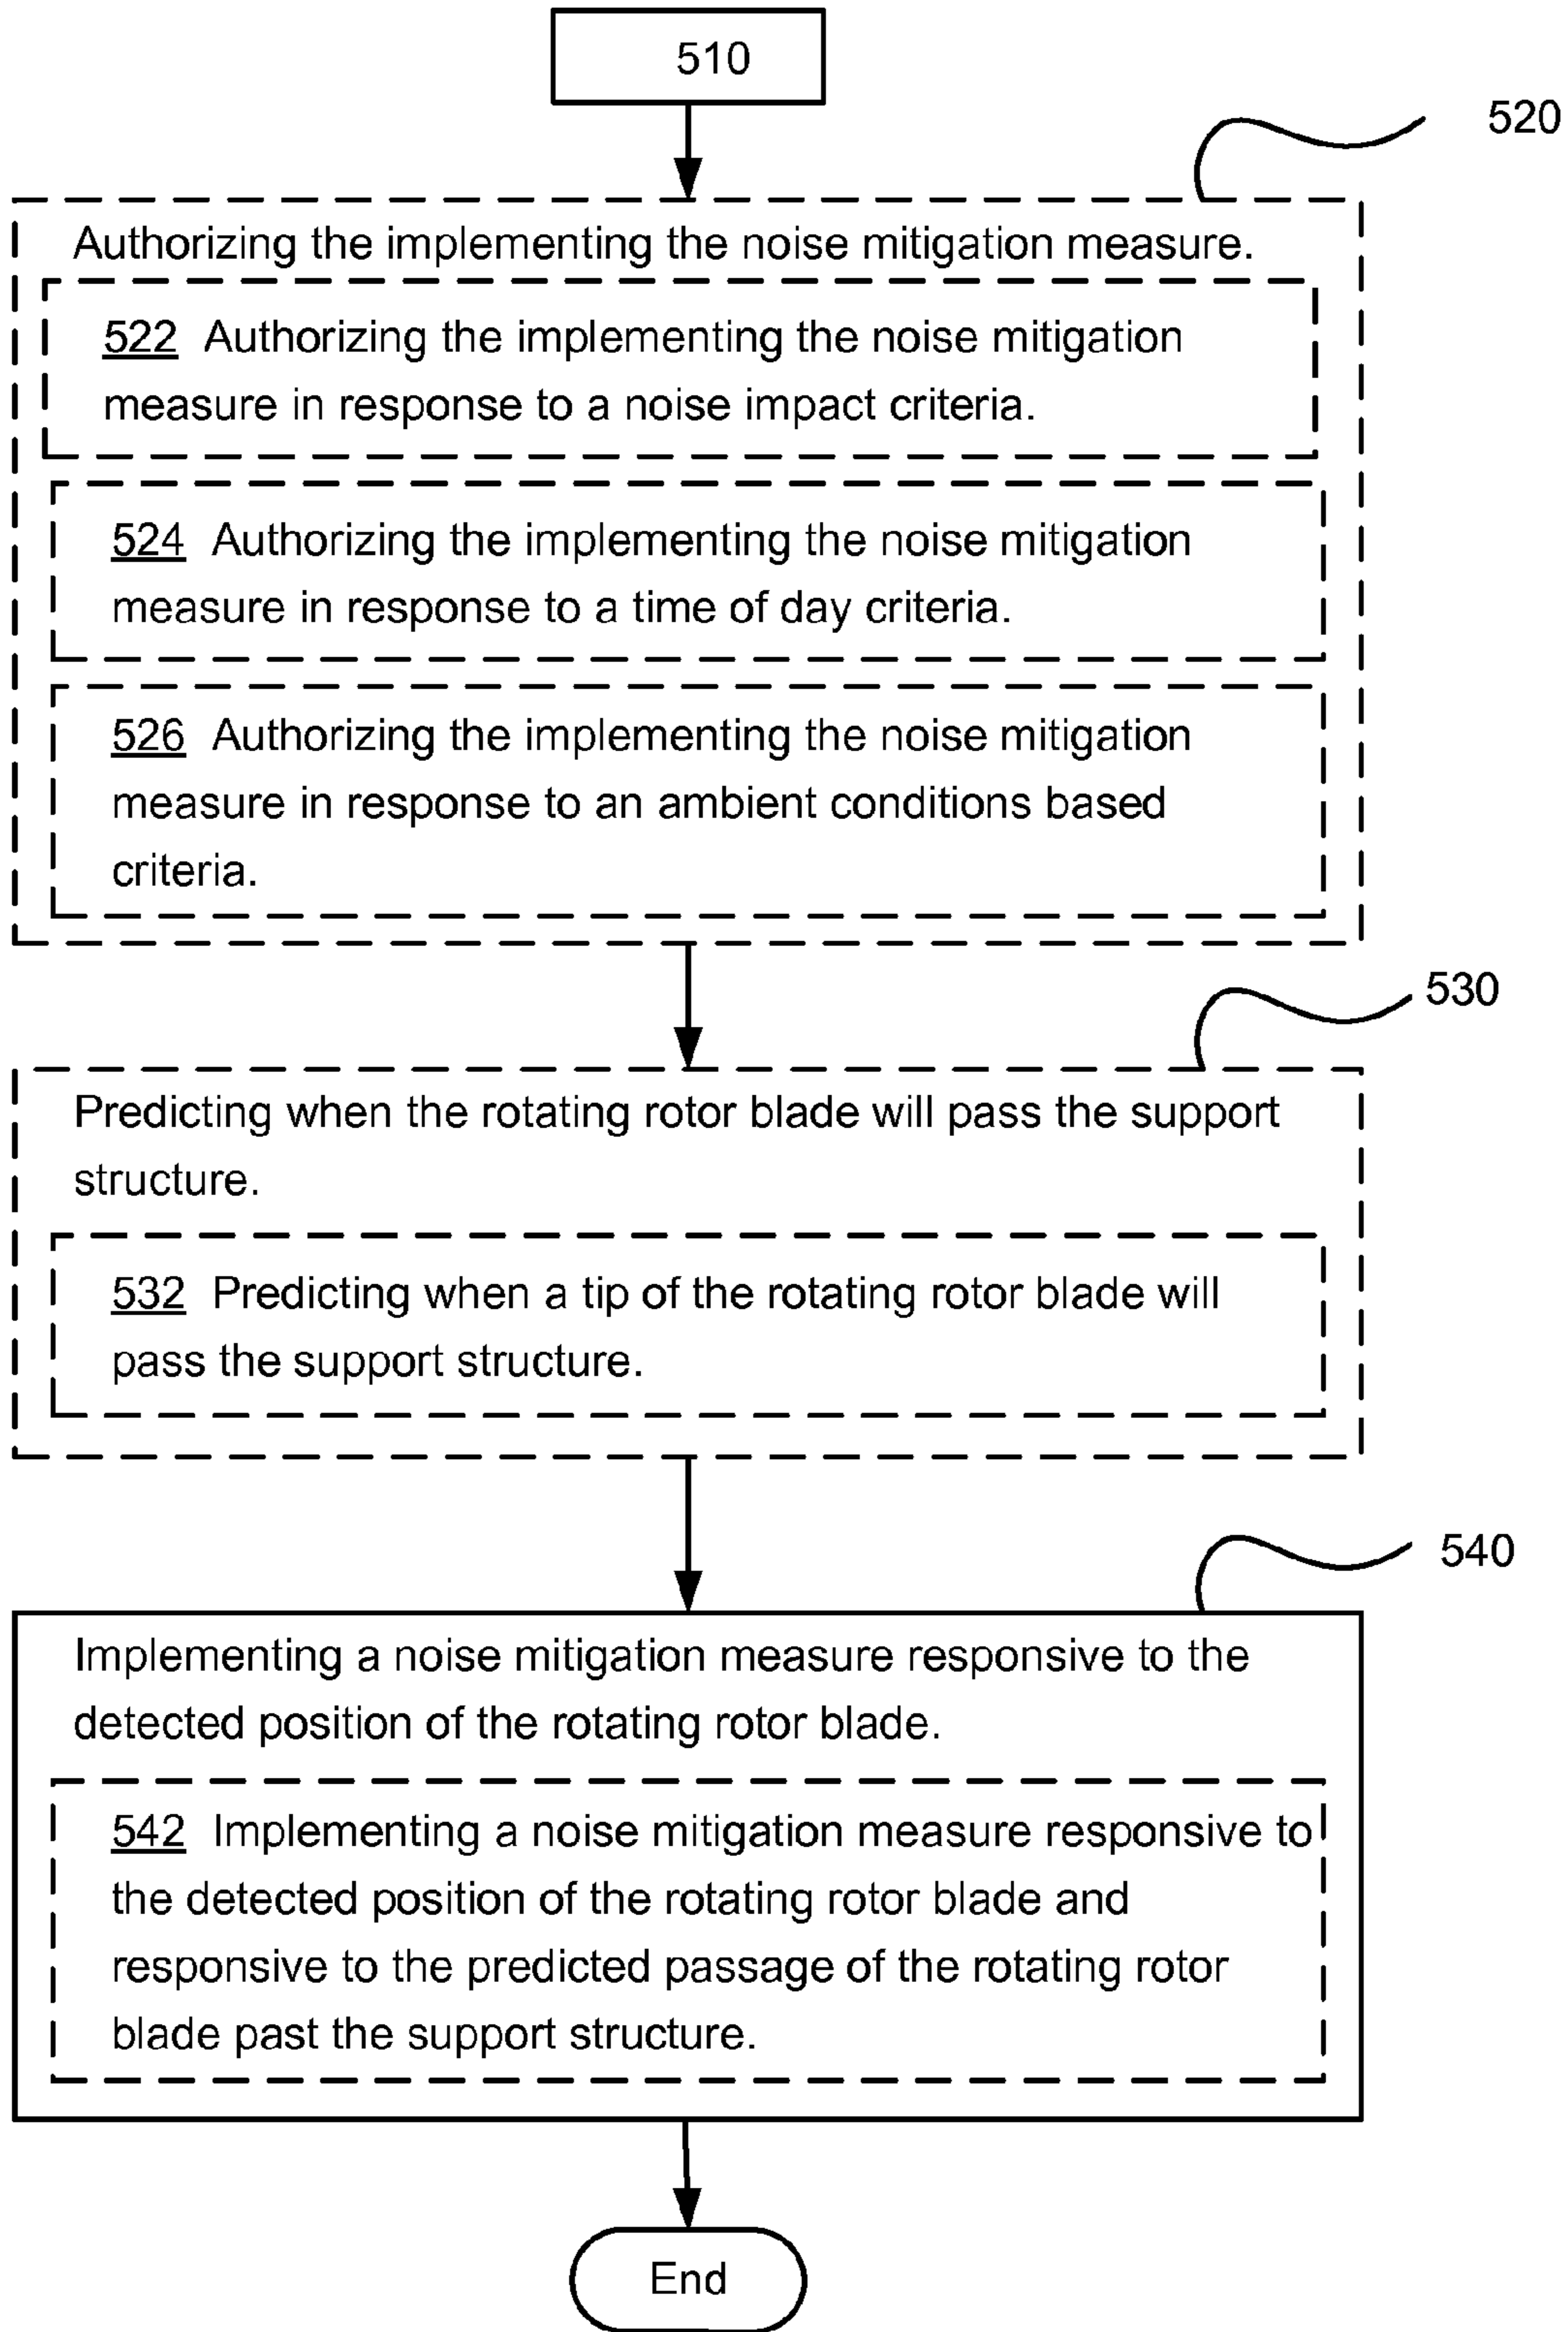 510
520
Authorizing the implementing the noise mitigation measure.
522 Authorizing the implementing the noise mitigation
measure in response to a noise impact criteria.
524 Authorizing the implementing the noise mitigation
measure in response to a time of day criteria.
526 Authorizing the implementing the noise mitigation
measure in response to an ambient conditions based
criteria.
530
Predicting when the rotating rotor blade will pass the support
structure.
532 Predicting when a tip of the rotating rotor blade will
pass the support structure.
540
Implementing a noise mitigation measure responsive to the
detected position of the rotating rotor blade.
542 Implementing a noise mitigation measure responsive to
the detected position of the rotating rotor blade and
responsive to the predicted passage of the rotating rotor
blade past the support structure.
End